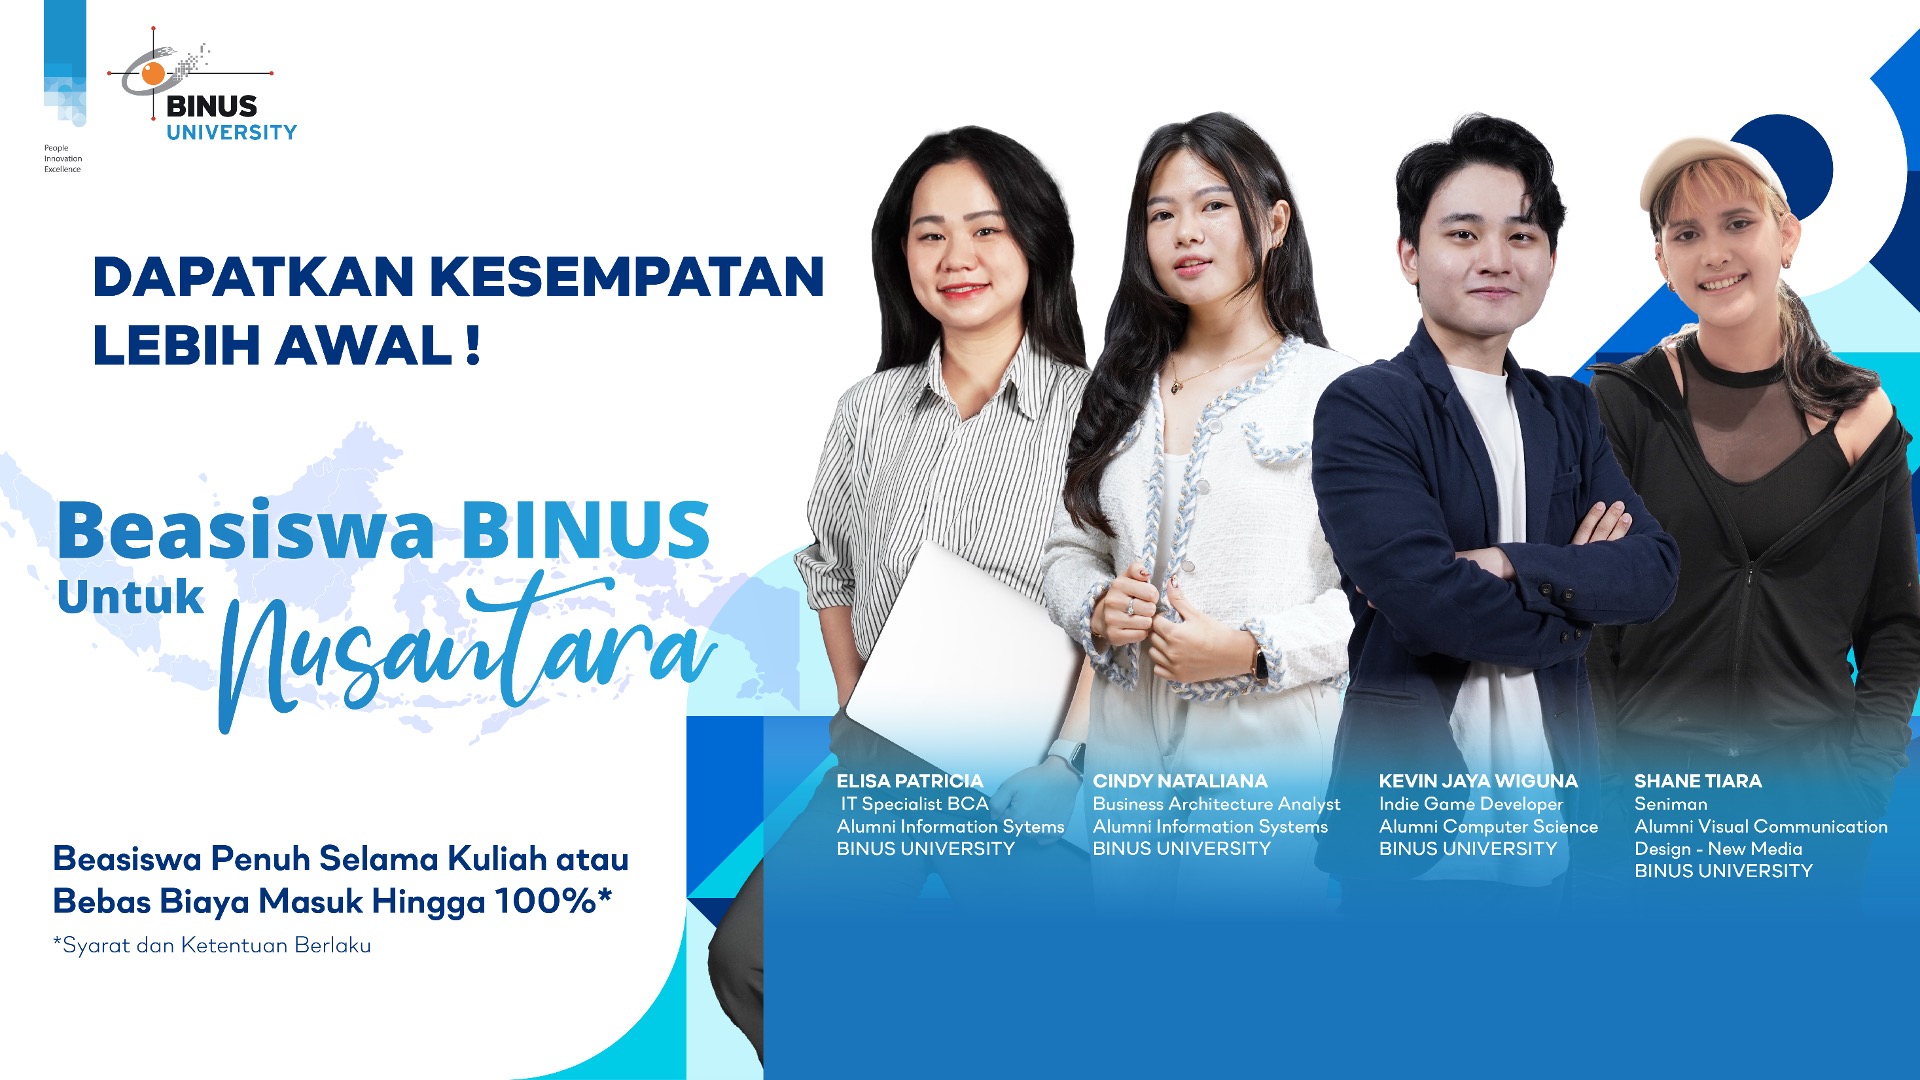 People
Innovation
Excellence
BINUS
UNIVERSITY
DAPATKAN KESEMPATAN
LEBIH AWAL !
Beasiswa BINUS
Untuk
Nusantara
Beasiswa Penuh Selama Kuliah atau
Bebas Biaya Masuk Hingga 100%*
*Syarat dan Ketentuan Berlaku
ELISA PATRICIA
IT Specialist BCA
Alumni Information Sytems
BINUS UNIVERSITY
CINDY NATALIANA
Business Architecture Analyst
Alumni Information Systems
BINUS UNIVERSITY
KEVIN JAYA WIGUNA
Indie Game Developer
Alumni Computer Science
BINUS UNIVERSITY
SHANE TIARA
Seniman
Alumni Visual Communication
Design - New Media
BINUS UNIVERSITY